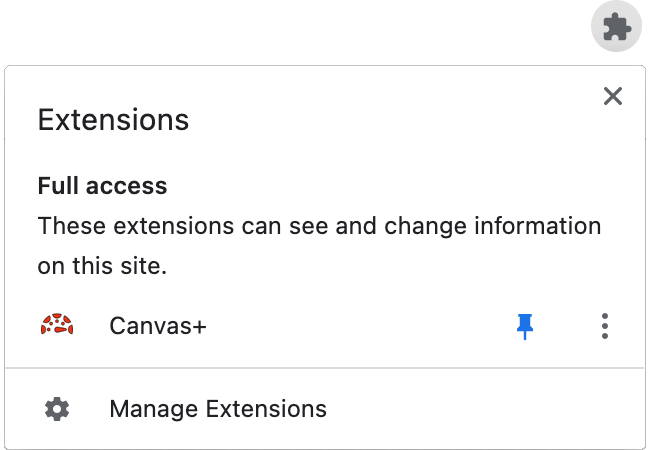 Extensions
Full access
These extensions can see and change information
on this site.
Canvas+
Manage Extensions